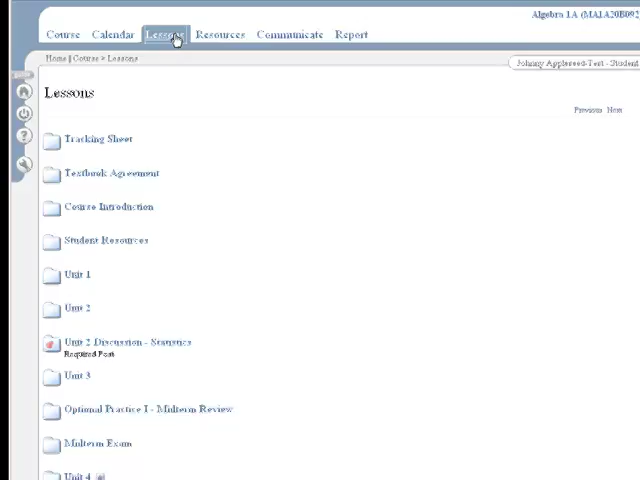 Algebra 1A (MA1A20B092
Course Calendar Lessons Resources Communicate Report
Home | Course > Lessons
Johnny Appleseed-Test - Student
Lessons
Previous Next
Tracking Sheet
Textbook Agreement
Course Introduction
Student Resources
Unit 1
Unit 2
Unit 2 Discussion - Statistics
Required Post
Unit 3
Optional Practice I - Midterm Review
Midterm Exam
Unit 4